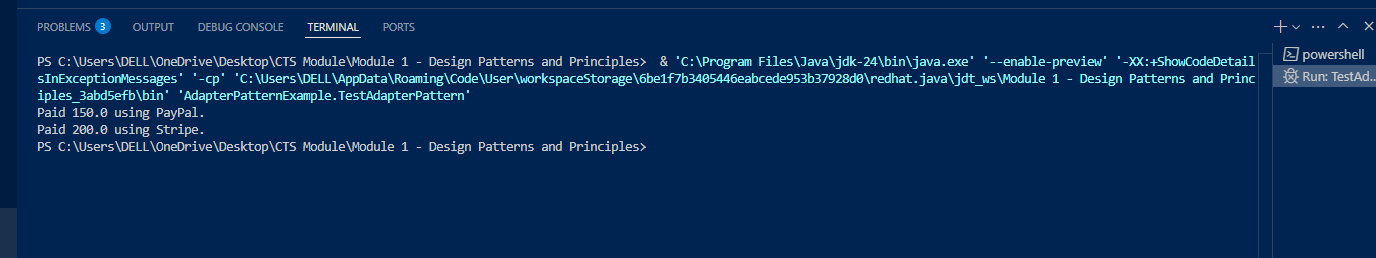 PROBLEMS 3 OUTPUT DEBUG CONSOLE TERMINAL PORTS
PS C:\Users\DELL\OneDrive\Desktop\CTS Module\Module 1 - Design Patterns and Principles>  & 'C:\Program Files\Java\jdk-24\bin\java.exe' '--enable-preview' '-XX:+ShowCodeDetail
sInExceptionMessages' '-cp' 'C:\Users\DELL\AppData\Roaming\Code\User\workspaceStorage\6be1f7b3405446eabcede953b37928d0\redhat.java\jdt_ws\Module 1 - Design Patterns and Princ
iples_3abd5efb\bin' 'AdapterPatternExample.TestAdapterPattern'
Paid 150.0 using PayPal.
Paid 200.0 using Stripe.
PS C:\Users\DELL\OneDrive\Desktop\CTS Module\Module 1 - Design Patterns and Principles>
powershell
Run: TestAd...